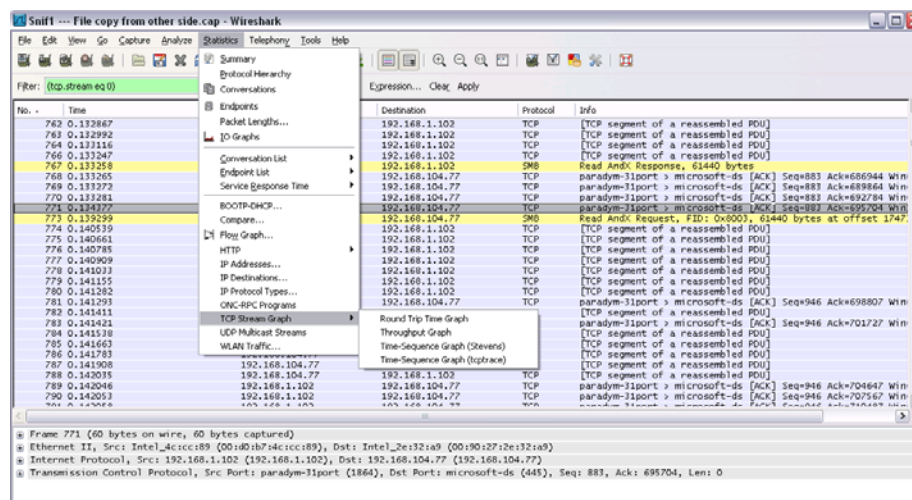 Snif1 --- File copy from other side.cap - Wireshark
File Edit View Go Capture Analyze Statistics Telephony Tools Help
Filter: (tcp.stream eq 0) Expression... Clear Apply
No. . Time Destination Protocol Info
Summary
Protocol Hierarchy
Conversations
Endpoints
Packet Lengths...
IO Graphs
Conversation List
Endpoint List
Service Response Time
BOOTP-DHCP...
Compare...
Flow Graph...
HTTP
IP Addresses...
IP Destinations...
IP Protocol Types...
ONC-RPC Programs
TCP Stream Graph
UDP Multicast Streams
WLAN Traffic...
Round Trip Time Graph
Throughput Graph
Time-Sequence Graph (Stevens)
Time-Sequence Graph (tcptrace)
762 0.132867 192.168.1.102 TCP [TCP segment of a reassembled PDU]
763 0.132992 192.168.1.102 TCP [TCP segment of a reassembled PDU]
764 0.133116 192.168.1.102 TCP [TCP segment of a reassembled PDU]
766 0.133247 192.168.1.102 TCP [TCP segment of a reassembled PDU]
767 0.133258 192.168.1.102 SMB Read AndX Response, 61440 bytes
768 0.133265 192.168.104.77 TCP paradym-31port > microsoft-ds [ACK] Seq=883 Ack=686944 Win
769 0.133272 192.168.104.77 TCP paradym-31port > microsoft-ds [ACK] Seq=883 Ack=689864 Win
770 0.133281 192.168.104.77 TCP paradym-31port > microsoft-ds [ACK] Seq=883 Ack=692784 Win
771 0.134377 192.168.104.77 TCP paradym-31port > microsoft-ds [ACK] Seq=883 Ack=695704 Win
773 0.139299 192.168.104.77 SMB Read AndX Request, FID: 0x8003, 61440 bytes at offset 1747
774 0.140539 192.168.1.102 TCP [TCP segment of a reassembled PDU]
775 0.140661 192.168.1.102 TCP [TCP segment of a reassembled PDU]
776 0.140785 192.168.1.102 TCP [TCP segment of a reassembled PDU]
777 0.140909 192.168.1.102 TCP [TCP segment of a reassembled PDU]
778 0.141033 192.168.1.102 TCP [TCP segment of a reassembled PDU]
779 0.141155 192.168.1.102 TCP [TCP segment of a reassembled PDU]
780 0.141282 192.168.1.102 TCP [TCP segment of a reassembled PDU]
781 0.141293 192.168.104.77 TCP paradym-31port > microsoft-ds [ACK] Seq=946 Ack=698807 Win
782 0.141411 [TCP segment of a reassembled PDU]
783 0.141421 paradym-31port > microsoft-ds [ACK] Seq=946 Ack=701727 Win
784 0.141538 [TCP segment of a reassembled PDU]
785 0.141663 [TCP segment of a reassembled PDU]
786 0.141783 [TCP segment of a reassembled PDU]
787 0.141908 192.168.104.77 [TCP segment of a reassembled PDU]
788 0.142035 192.168.104.77 192.168.1.102 TCP [TCP segment of a reassembled PDU]
789 0.142046 192.168.1.102 192.168.104.77 TCP paradym-31port > microsoft-ds [ACK] Seq=946 Ack=704647 Win
790 0.142053 192.168.1.102 192.168.104.77 TCP paradym-31port > microsoft-ds [ACK] Seq=946 Ack=707567 Win
Frame 771 (60 bytes on wire, 60 bytes captured)
Ethernet II, Src: Intel_4c:cc:89 (00:d0:b7:4c:cc:89), Dst: Intel_2e:32:a9 (00:90:27:2e:32:a9)
Internet Protocol, Src: 192.168.1.102 (192.168.1.102), Dst: 192.168.104.77 (192.168.104.77)
Transmission Control Protocol, Src Port: paradym-31port (1864), Dst Port: microsoft-ds (445), Seq: 883, Ack: 695704, Len: 0